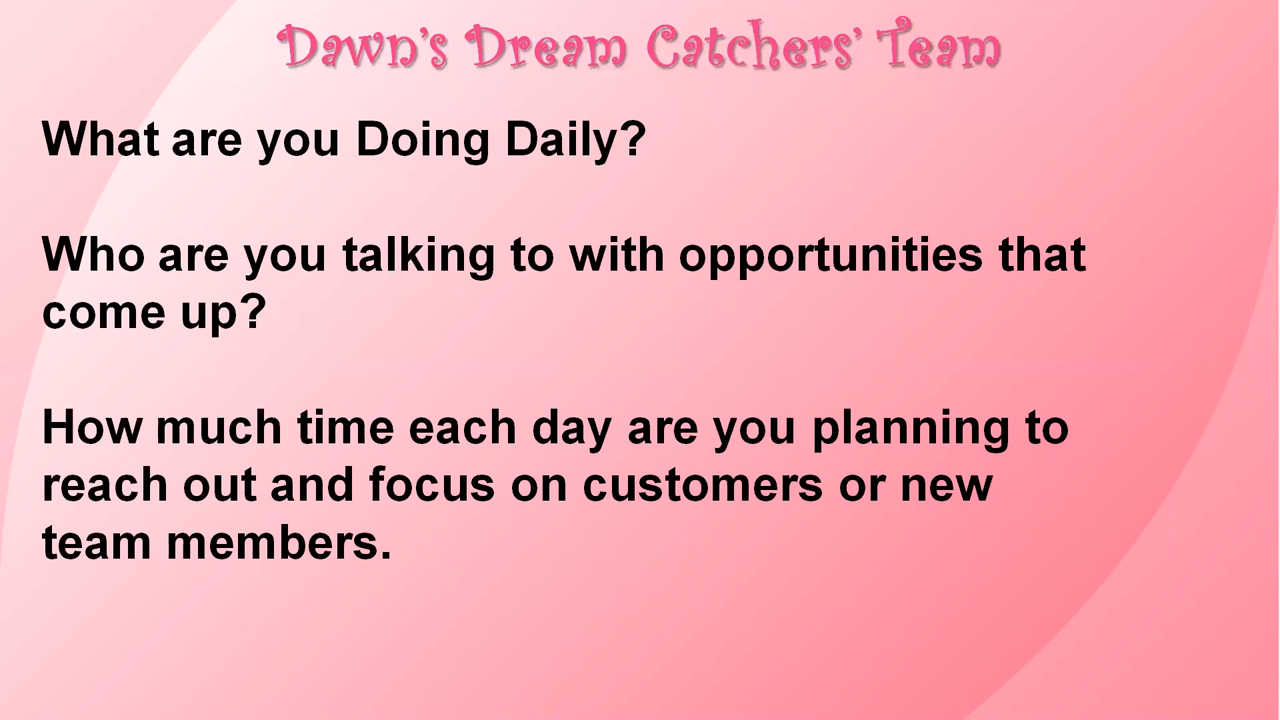 Dawn's Dream Catchers' Team
What are you Doing Daily?
Who are you talking to with opportunities that
come up?
How much time each day are you planning to
reach out and focus on customers or new
team members.